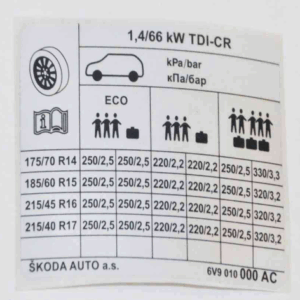 1,4/66 kW TDI-CR
kPa/bar
кПа/бар
ECO
175/70 R14 250/2,5 250/2,5 220/2,2 220/2,2 250/2,5 330/3,3
185/60 R15 250/2,5 250/2,5 220/2,2 220/2,2 250/2,5 320/3,2
215/45 R16 250/2,5 250/2,5 220/2,2 220/2,2 250/2,5 320/3,2
215/40 R17 250/2,5 250/2,5 220/2,2 220/2,2 250/2,5 320/3,2
ŠKODA AUTO a.s. 6V9 010 000 AC